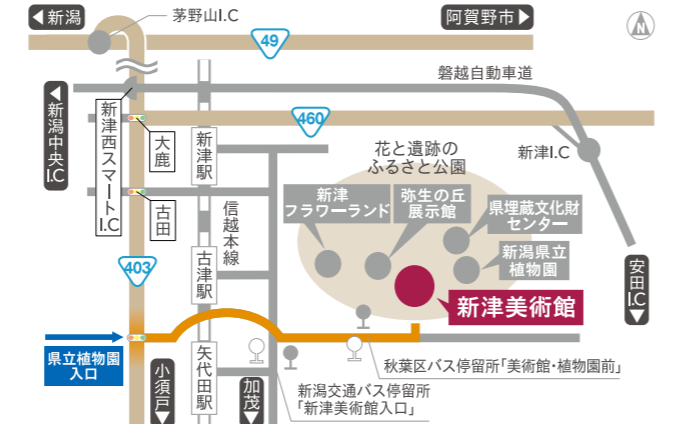 ◀新潟
茅野山I.C
49
阿賀野市▶
N
磐越自動車道
◀新潟中央I.C
新津西スマートI.C
大鹿
新津駅
460
花と遺跡の
ふるさと公園
新津I.C
古田
信越本線
新津
フラワーランド
弥生の丘
展示館
県埋蔵文化財
センター
新潟県立
植物園
403
古津駅
安田I.C▼
新津美術館
県立植物園
入口
小須戸▼
矢代田駅
加茂▼
秋葉区バス停留所「美術館・植物園前」
新潟交通バス停留所
「新津美術館入口」